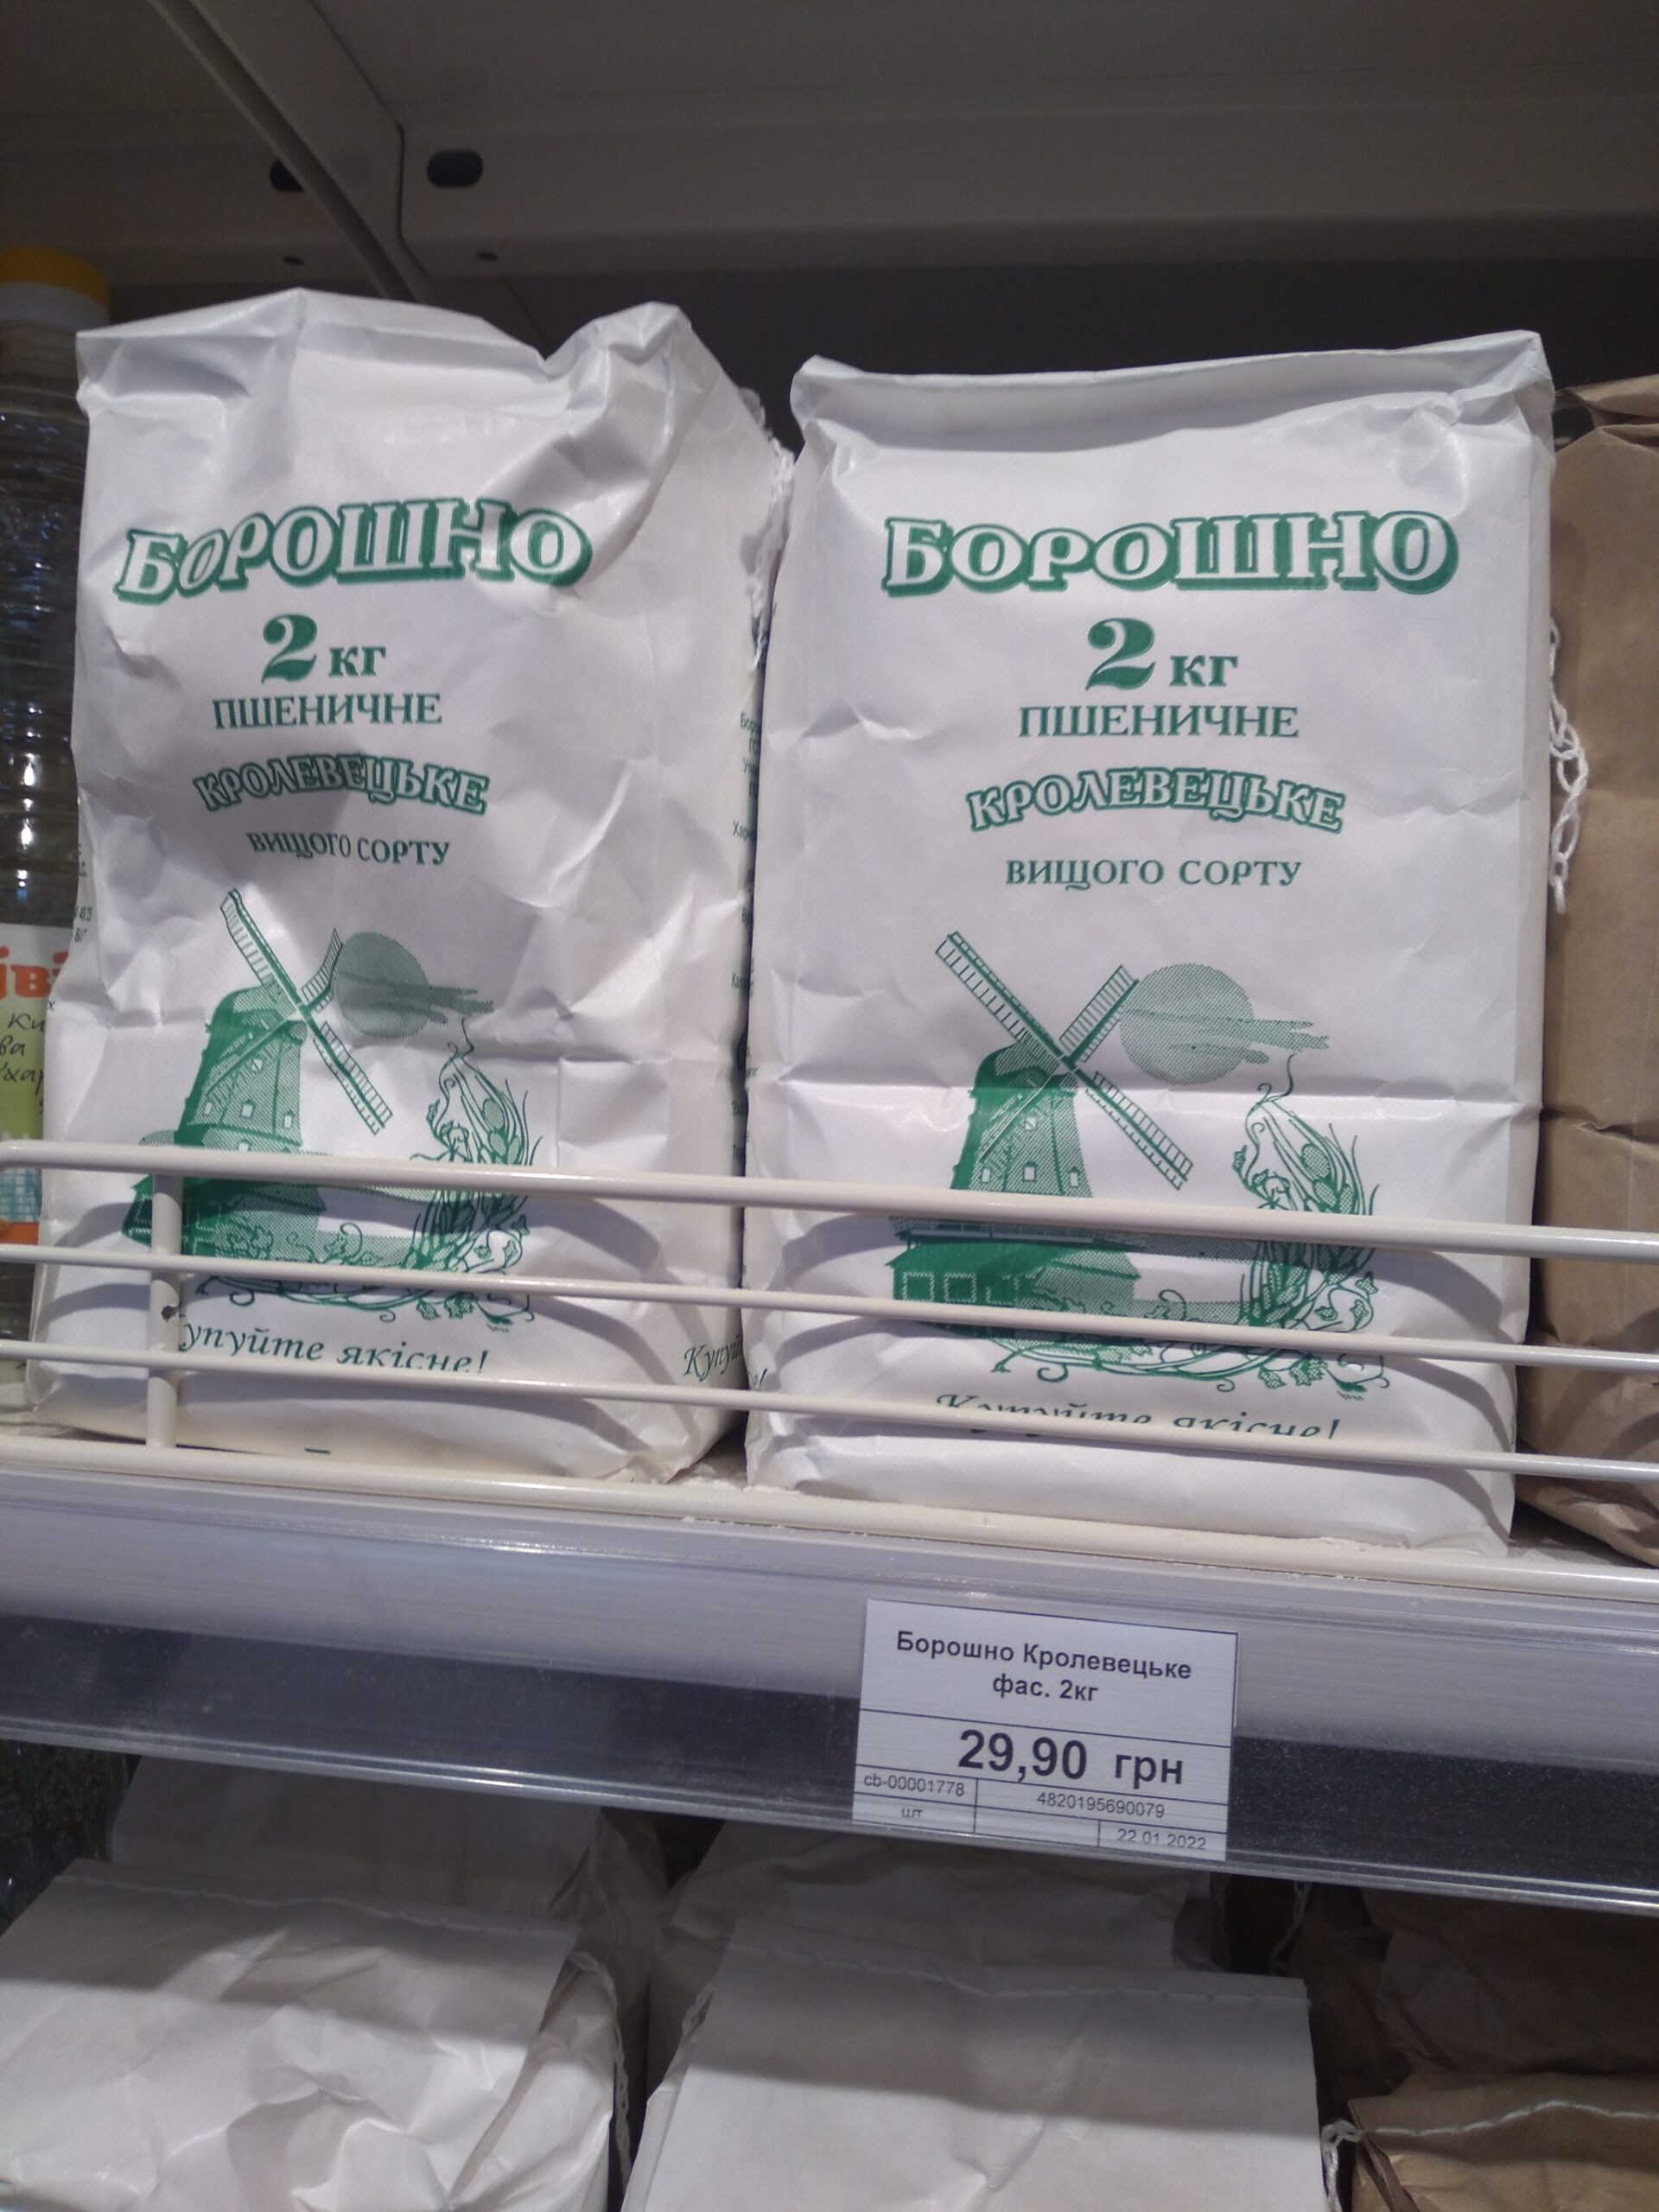 БОРОШНО
2 кг
ПШЕНИЧНЕ
КРОЛЕВЕЦЬКЕ
ВИЩОГО СОРТУ
Купуйте якісне!
БОРОШНО
2 кг
ПШЕНИЧНЕ
КРОЛЕВЕЦЬКЕ
ВИЩОГО СОРТУ
Купуйте якісне!
Борошно Кролевецьке
фас. 2кг
29,90 грн
cb-00001778
4820195690079
шт
22.01.2022